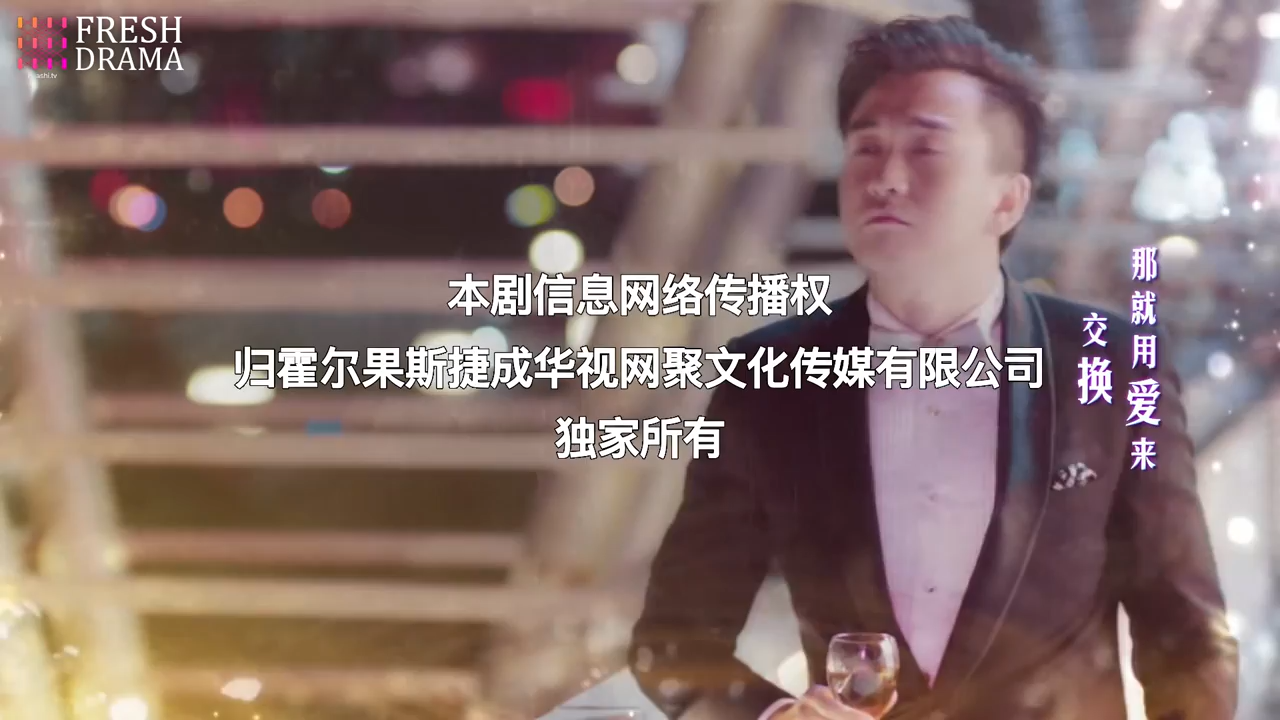 FRESH
DRAMA
ashi.tv
本剧信息网络传播权
归霍尔果斯捷成华视网聚文化传媒有限公司
独家所有
那就用爱来
交换